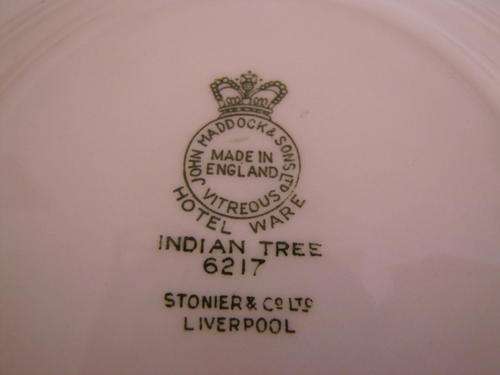 JOHN MADDOCK & SONS LTD
MADE IN
ENGLAND
VITREOUS
HOTEL WARE
INDIAN TREE
6217
STONIER & CO LTD
LIVERPOOL